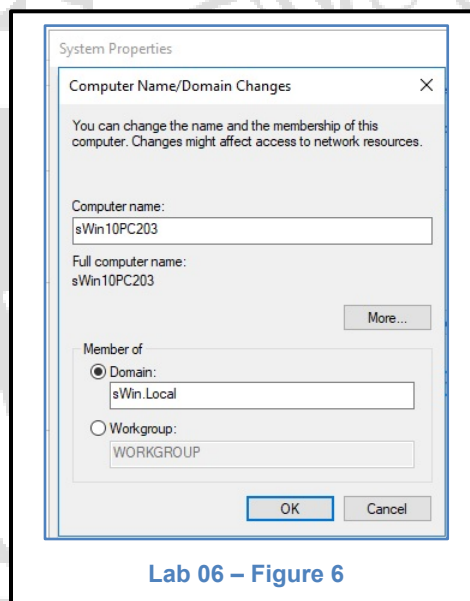 System Properties
Computer Name/Domain Changes
You can change the name and the membership of this
computer. Changes might affect access to network resources.
Computer name:
sWin10PC203
Full computer name:
sWin10PC203
More...
Member of
Domain:
sWin.Local
Workgroup:
WORKGROUP
OK
Cancel
Lab 06 – Figure 6